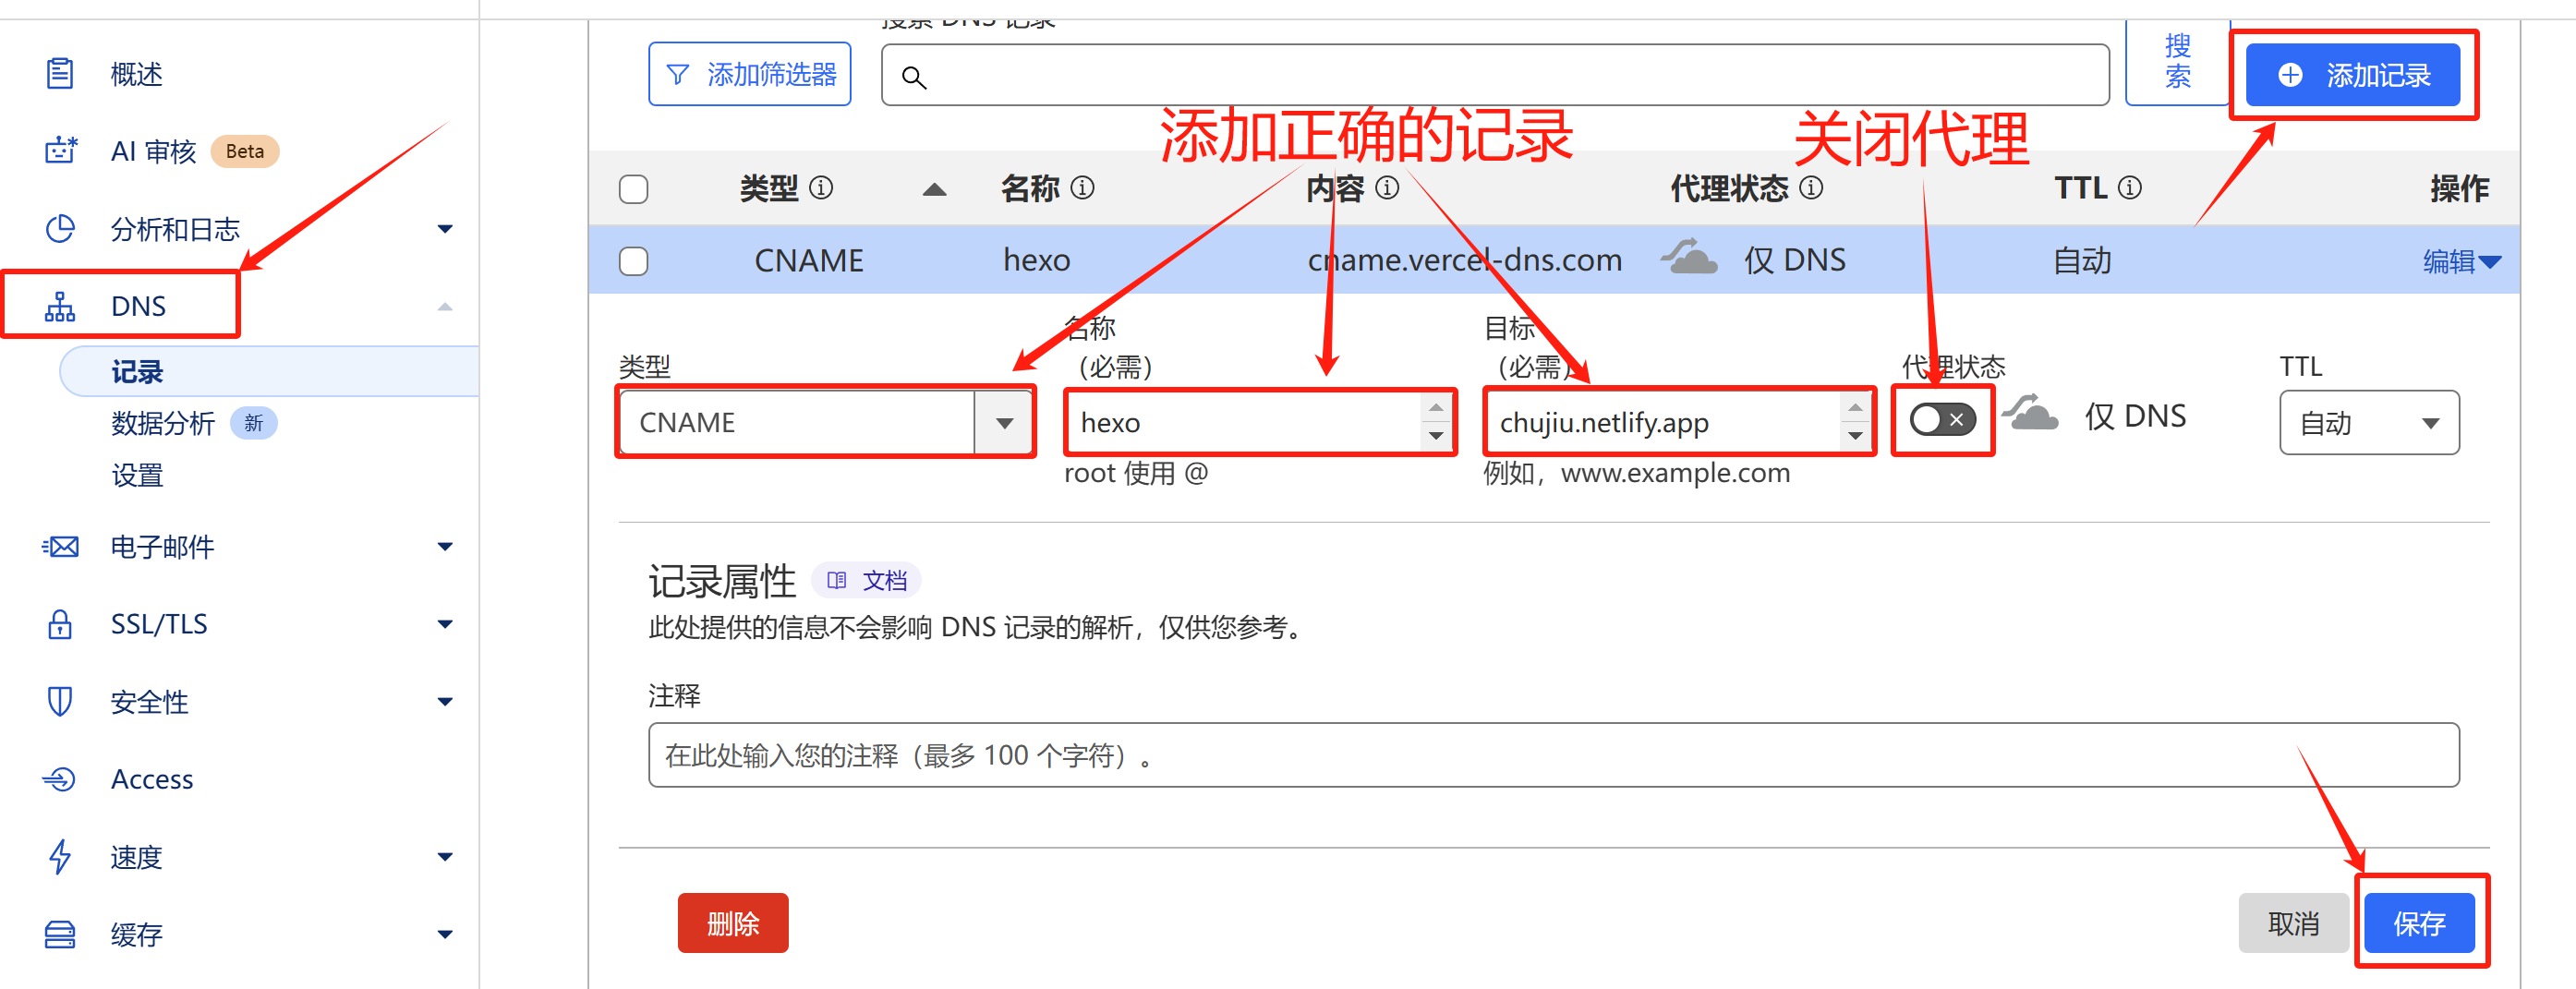 概述
AI 审核 Beta
分析和日志
DNS
记录
数据分析 新
设置
电子邮件
SSL/TLS
安全性
Access
速度
缓存
搜索 DNS 记录
添加筛选器
搜
索
添加记录
添加正确的记录
关闭代理
类型 名称 内容 代理状态 TTL 操作
CNAME hexo cname.vercel-dns.com 仅 DNS 自动 编辑
类型
CNAME
名称
（必需）
hexo
root 使用 @
目标
（必需）
chujiu.netlify.app
例如，www.example.com
代理状态
仅 DNS
TTL
自动
记录属性 文档
此处提供的信息不会影响 DNS 记录的解析，仅供您参考。
注释
在此处输入您的注释（最多 100 个字符）。
删除
取消
保存